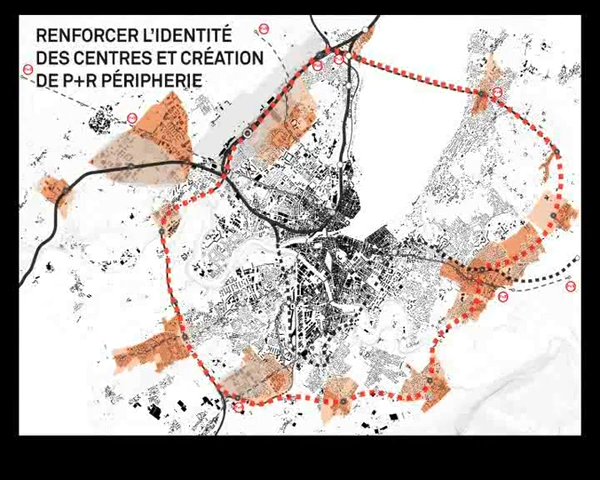 RENFORCER L'IDENTITÉ
DES CENTRES ET CRÉATION
DE P+R PÉRIPHERIE